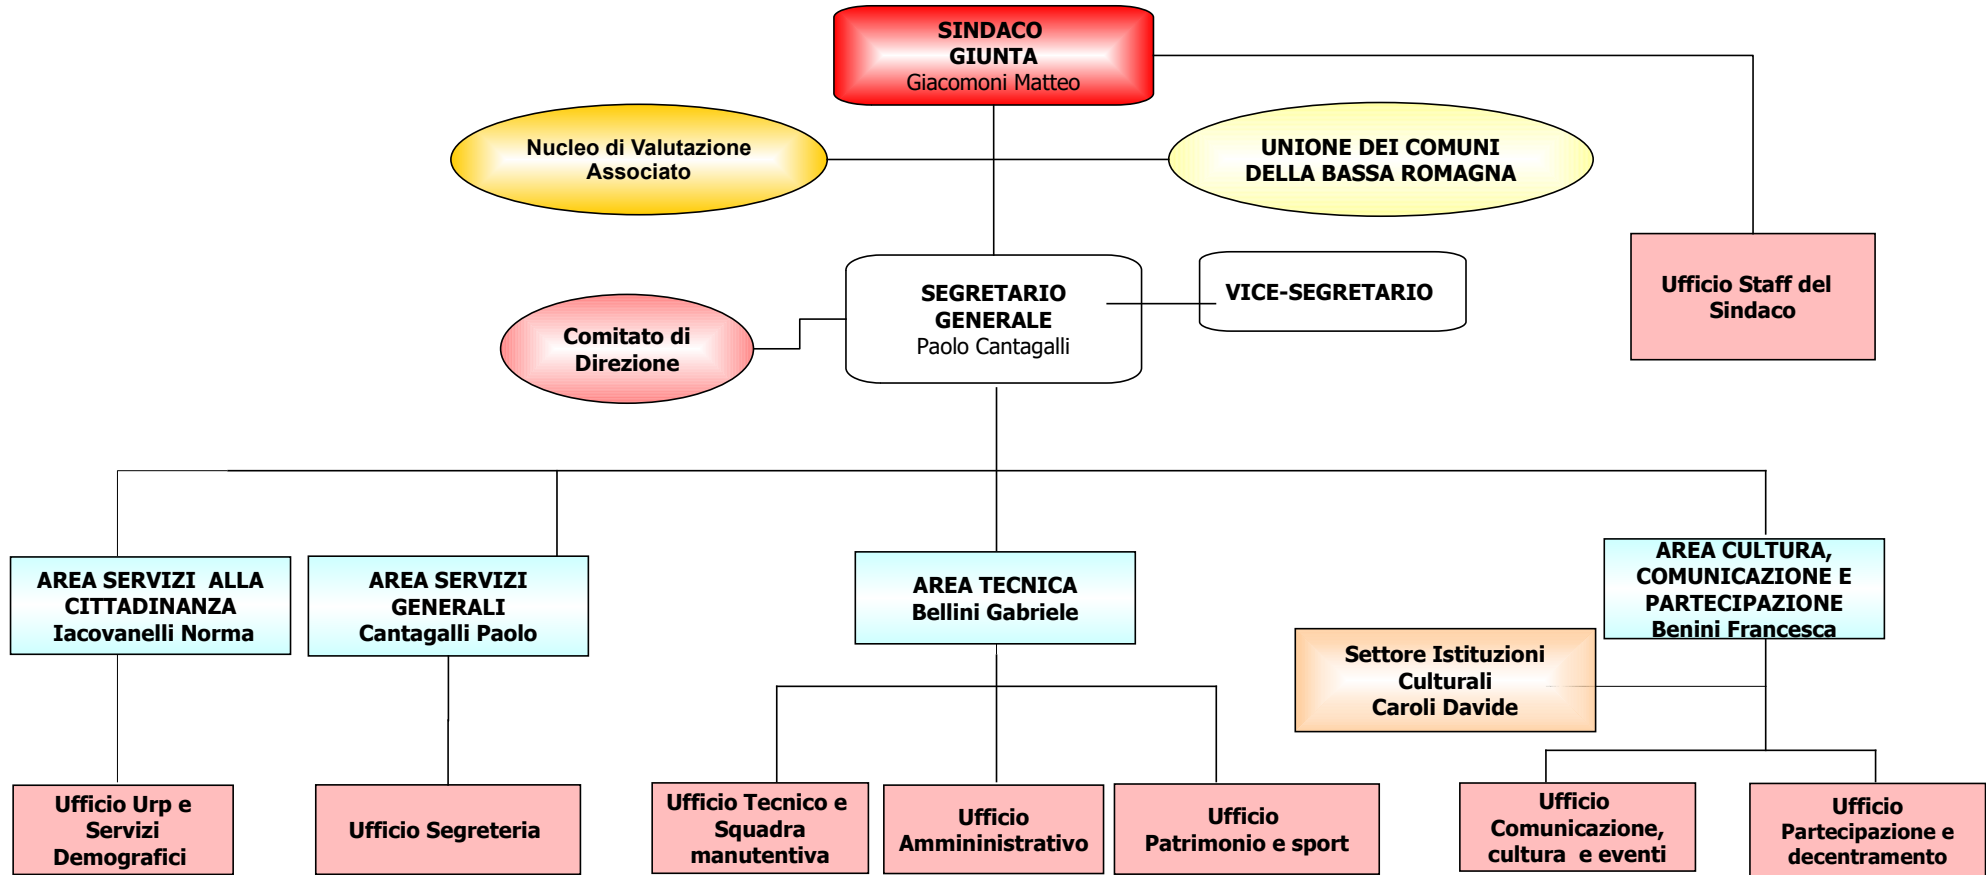 SINDACO
GIUNTA
Giacomoni Matteo
Nucleo di Valutazione
Associato
UNIONE DEI COMUNI
DELLA BASSA ROMAGNA
Ufficio Staff del
Sindaco
SEGRETARIO
GENERALE
Paolo Cantagalli
VICE-SEGRETARIO
Comitato di
Direzione
AREA SERVIZI ALLA
CITTADINANZA
Iacovanelli Norma
AREA SERVIZI
GENERALI
Cantagalli Paolo
AREA TECNICA
Bellini Gabriele
AREA CULTURA,
COMUNICAZIONE E
PARTECIPAZIONE
Benini Francesca
Settore Istituzioni
Culturali
Caroli Davide
Ufficio Urp e
Servizi
Demografici
Ufficio Segreteria
Ufficio Tecnico e
Squadra
manutentiva
Ufficio
Ammininistrativo
Ufficio
Patrimonio e sport
Ufficio
Comunicazione,
cultura e eventi
Ufficio
Partecipazione e
decentramento